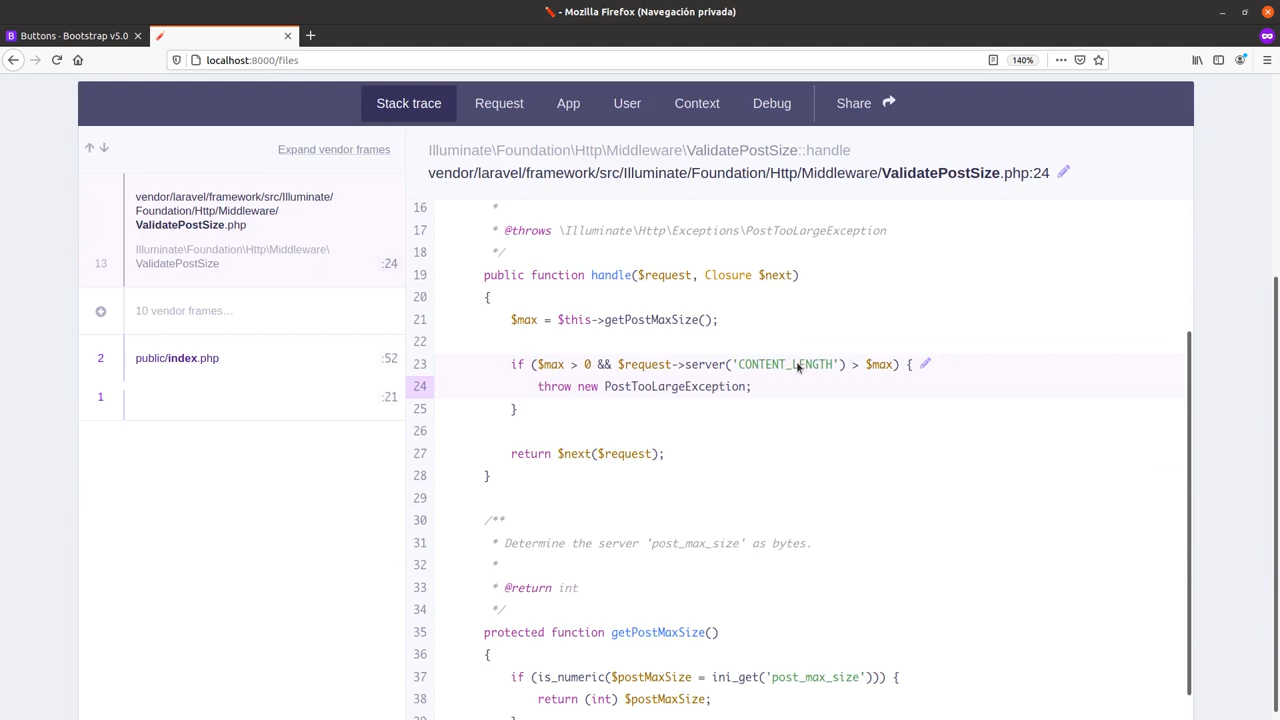 - Mozilla Firefox (Navegación privada)
Buttons · Bootstrap v5.0
localhost:8000/files
140%
Stack trace
Request
App
User
Context
Debug
Share
Expand vendor frames
vendor/laravel/framework/src/Illuminate/
Foundation/Http/Middleware/
ValidatePostSize.php
Illuminate\Foundation\Http\Middleware\
ValidatePostSize
13
:24
10 vendor frames…
2
public/index.php
:52
1
:21
Illuminate\Foundation\Http\Middleware\ValidatePostSize::handle
vendor/laravel/framework/src/Illuminate/Foundation/Http/Middleware/ValidatePostSize.php:24
16 *
17 * @throws \Illuminate\Http\Exceptions\PostTooLargeException
18 */
19 public function handle($request, Closure $next)
20 {
21 $max = $this->getPostMaxSize();
22
23 if ($max > 0 && $request->server('CONTENT_LENGTH') > $max) {
24 throw new PostTooLargeException;
25 }
26
27 return $next($request);
28 }
29
30 /**
31 * Determine the server 'post_max_size' as bytes.
32 *
33 * @return int
34 */
35 protected function getPostMaxSize()
36 {
37 if (is_numeric($postMaxSize = ini_get('post_max_size'))) {
38 return (int) $postMaxSize;
39 }